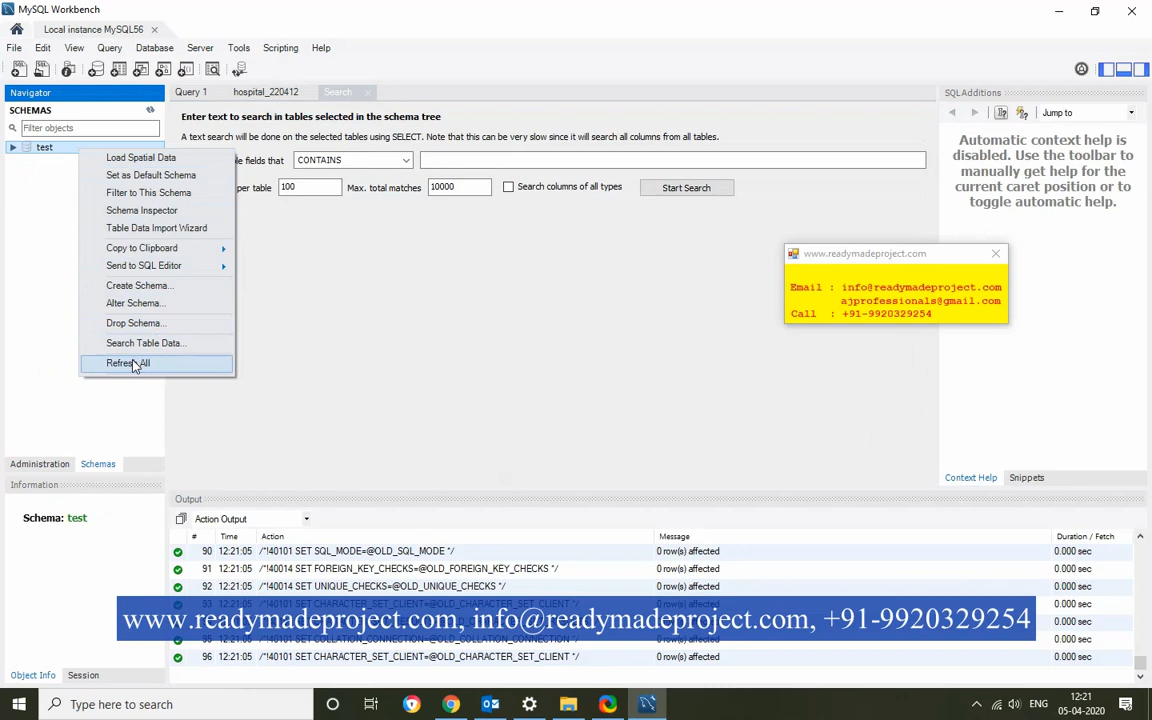 MySQL Workbench
Local instance MySQL56
File Edit View Query Database Server Tools Scripting Help
Navigator
SCHEMAS
Filter objects
test
Load Spatial Data
Set as Default Schema
Filter to This Schema
Schema Inspector
Table Data Import Wizard
Copy to Clipboard
Send to SQL Editor
Create Schema...
Alter Schema...
Drop Schema...
Search Table Data...
Refresh All
Administration Schemas
Information
Schema: test
Object Info Session
Query 1 hospital_220412 Search
Enter text to search in tables selected in the schema tree
A text search will be done on the selected tables using SELECT. Note that this can be very slow since it will search all columns from all tables.
fields that CONTAINS
per table 100 Max. total matches 10000 Search columns of all types Start Search
SQLAdditions
Jump to
Automatic context help is
disabled. Use the toolbar to
manually get help for the
current caret position or to
toggle automatic help.
Context Help Snippets
www.readymadeproject.com
Email : info@readymadeproject.com
ajprofessionals@gmail.com
Call : +91-9920329254
Output
Action Output
# Time Action Message Duration / Fetch
90 12:21:05 /*!40101 SET SQL_MODE=@OLD_SQL_MODE */ 0 row(s) affected 0.000 sec
91 12:21:05 /*!40014 SET FOREIGN_KEY_CHECKS=@OLD_FOREIGN_KEY_CHECKS */ 0 row(s) affected 0.000 sec
92 12:21:05 /*!40014 SET UNIQUE_CHECKS=@OLD_UNIQUE_CHECKS */ 0 row(s) affected 0.000 sec
www.readymadeproject.com, info@readymadeproject.com, +91-9920329254
96 12:21:05 /*!40101 SET CHARACTER_SET_CLIENT=@OLD_CHARACTER_SET_CLIENT */ 0 row(s) affected 0.000 sec
Type here to search
ENG
12:21
05-04-2020